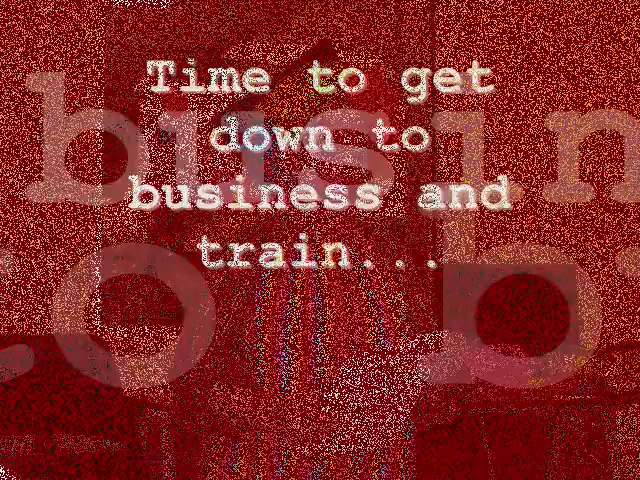 Time to get
down to
business and
train...